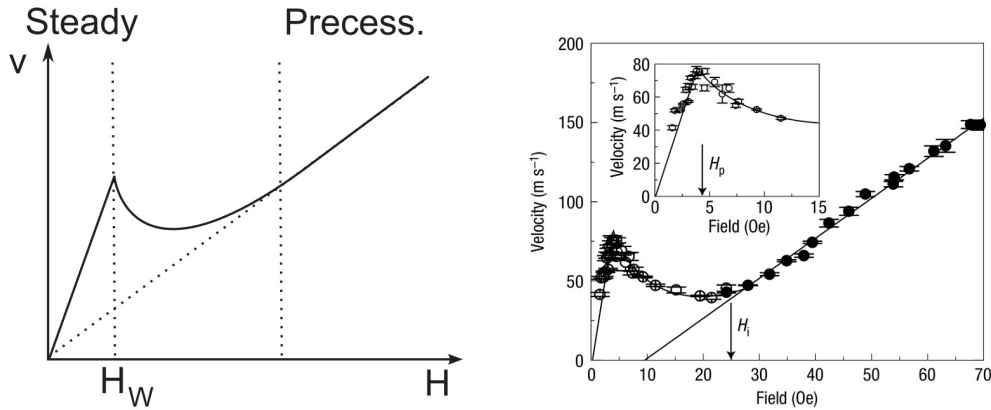 Steady
Precess.
v
H_W
H
200
150
100
50
0
Velocity (m s⁻¹)
0 10 20 30 40 50 60 70
Field (Oe)
H_i
80
60
40
20
0
Velocity (m s⁻¹)
0 5 10 15
Field (Oe)
H_p